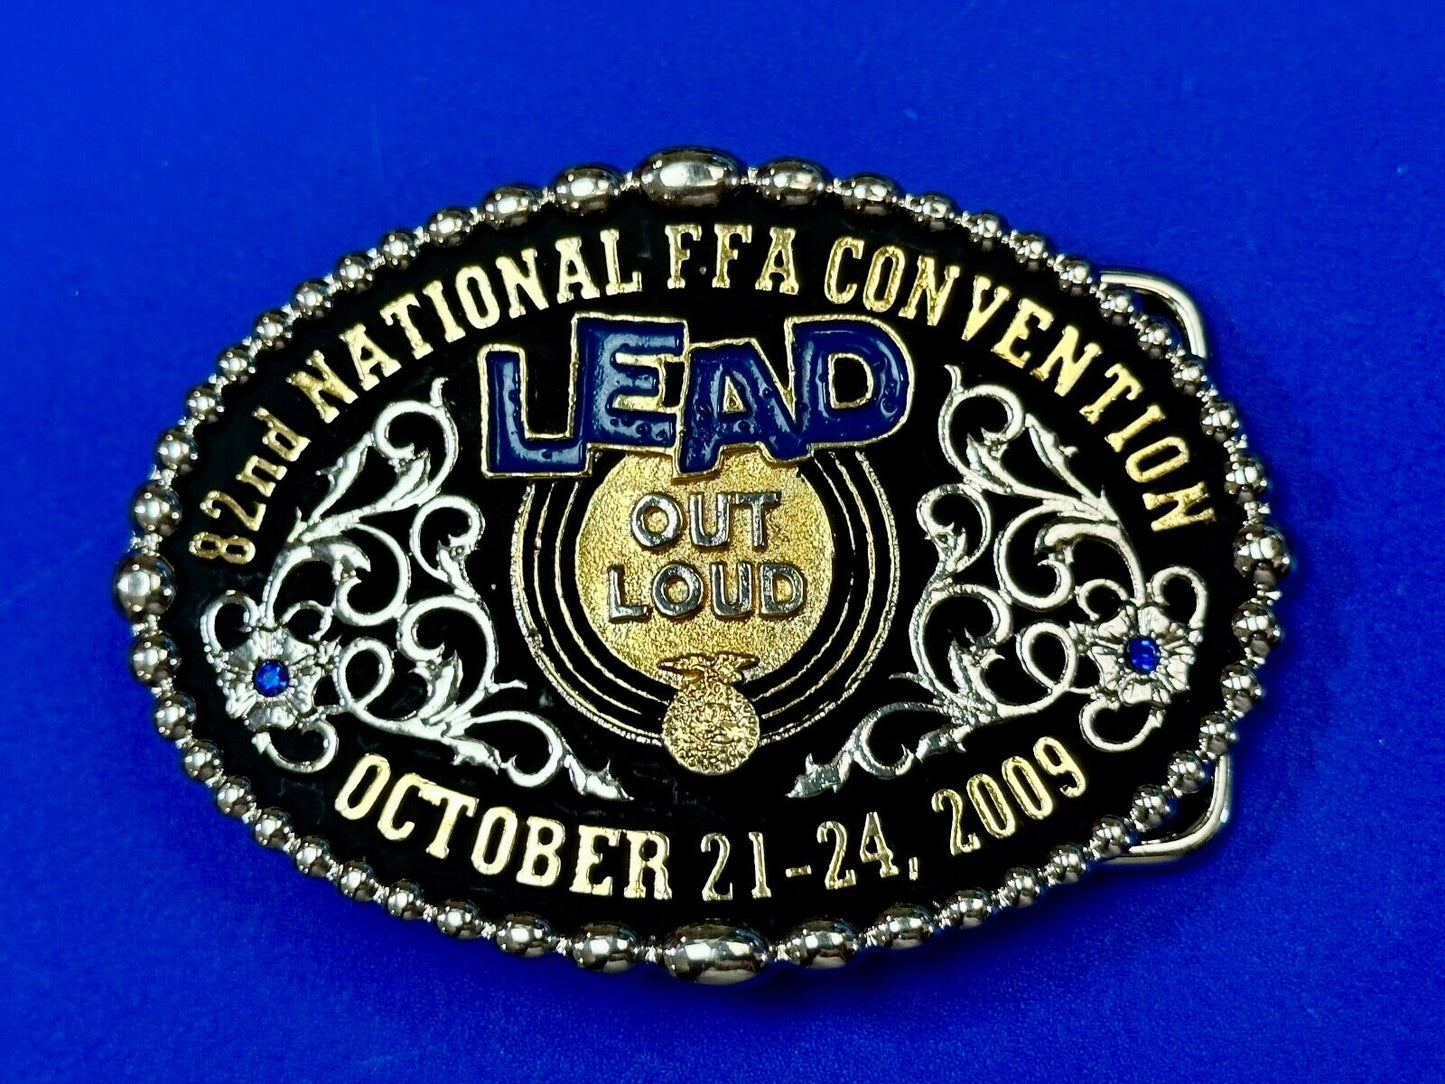 82nd NATIONAL FFA CONVENTION
LEAD
OUT
LOUD
OCTOBER 21-24, 2009